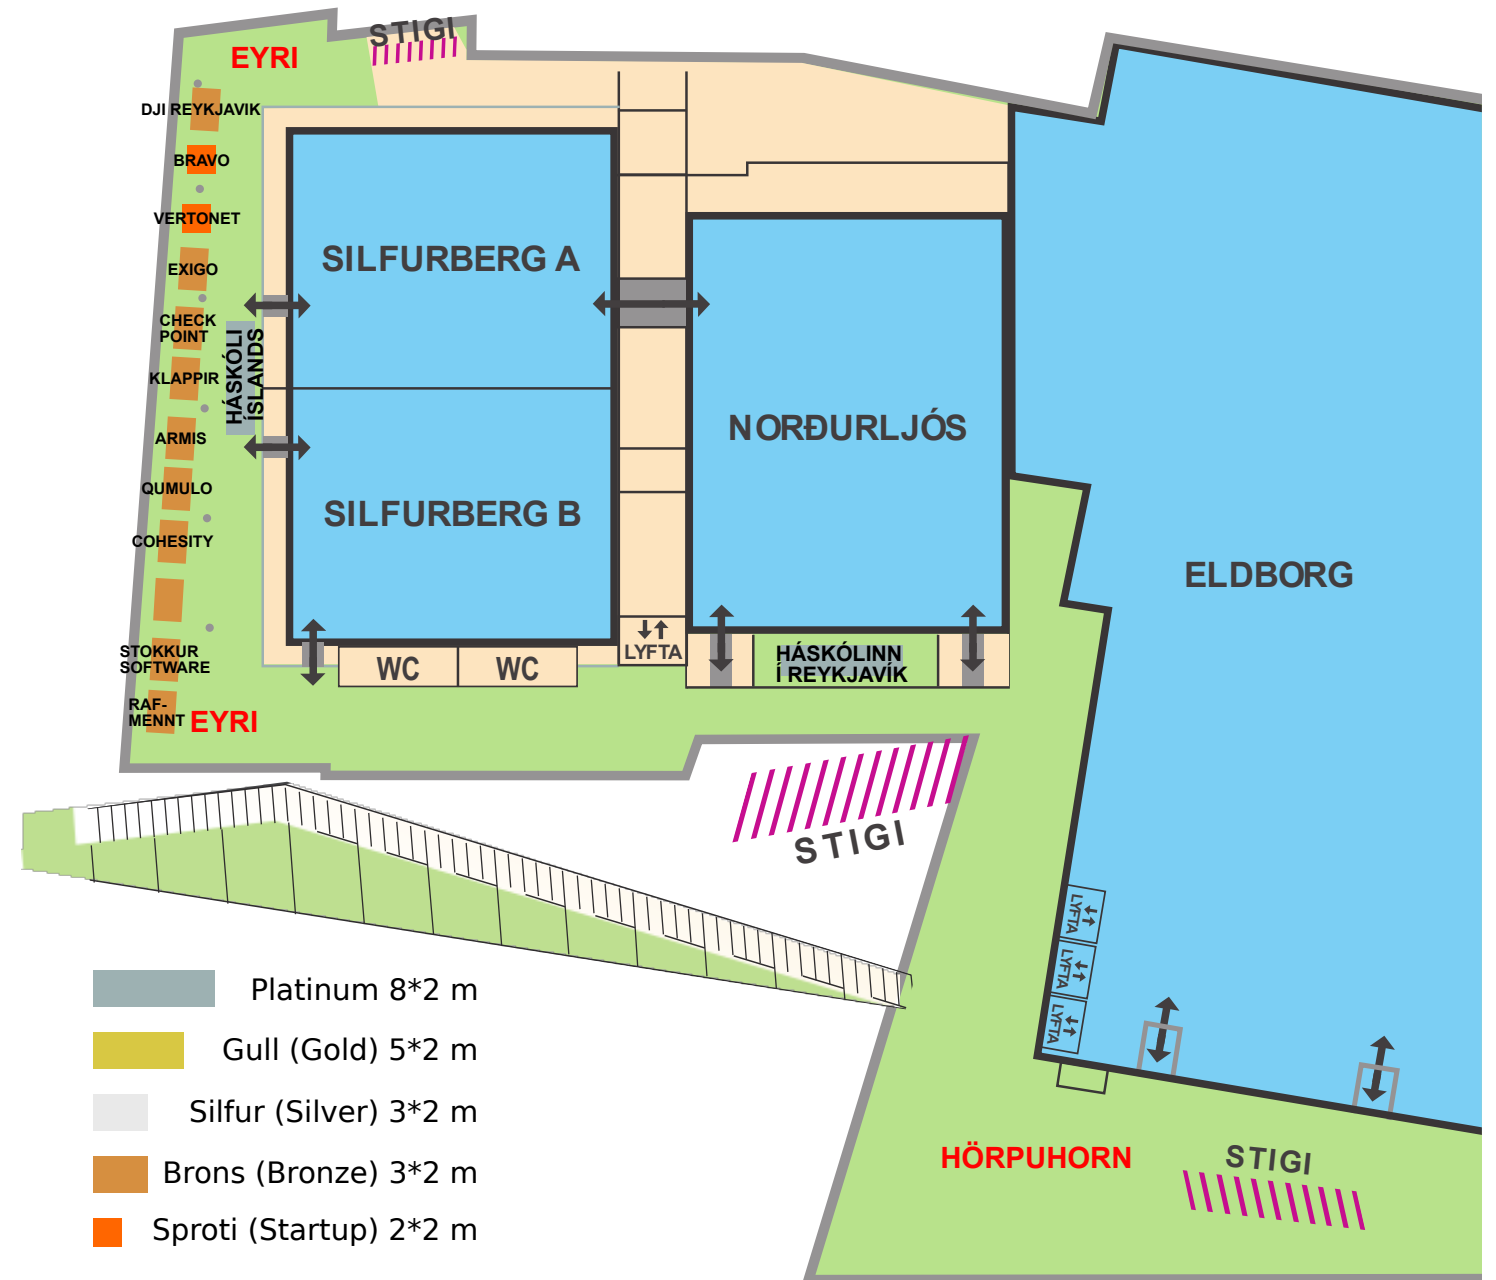 STIGI
EYRI
DJI REYKJAVIK
BRAVO
VERTONET
EXIGO
CHECK
POINT
KLAPPIR
ARMIS
QUMULO
COHESITY
STOKKUR
SOFTWARE
RAF-
MENNT
EYRI
HÁSKÓLI
ÍSLANDS
SILFURBERG A
SILFURBERG B
WC
WC
LYFTA
NORÐURLJÓS
HÁSKÓLINN
Í REYKJAVÍK
ELDBORG
STIGI
LYFTA
LYFTA
LYFTA
HÖRPUHORN
STIGI
Platinum 8*2 m
Gull (Gold) 5*2 m
Silfur (Silver) 3*2 m
Brons (Bronze) 3*2 m
Sproti (Startup) 2*2 m